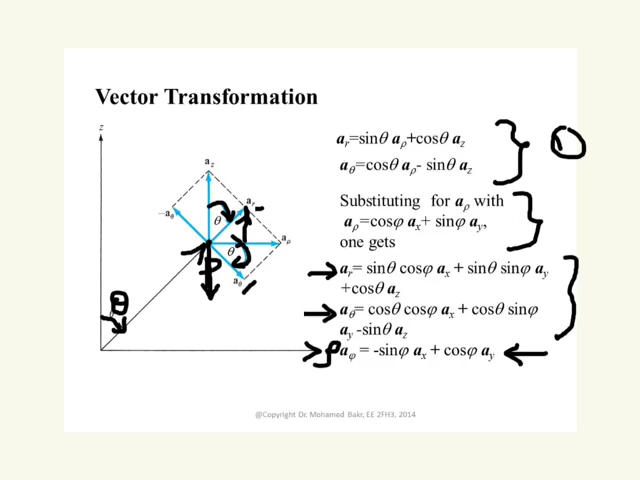 Vector Transformation
z
a_z
a_r
-a_θ
θ
a_ρ
θ
a_θ
P
θ
a_r=sinθ a_ρ+cosθ a_z
a_θ=cosθ a_ρ- sinθ a_z
1
Substituting for a_ρ with
a_ρ=cosφ a_x+ sinφ a_y,
one gets
a_r= sinθ cosφ a_x + sinθ sinφ a_y
+cosθ a_z
a_θ= cosθ cosφ a_x + cosθ sinφ
a_y -sinθ a_z
a_φ = -sinφ a_x + cosφ a_y
@Copyright Dr. Mohamed Bakr, EE 2FH3, 2014